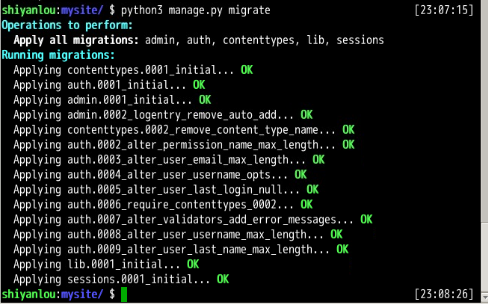 shiyanlou:mysite/ $ python3 manage.py migrate [23:07:15]
Operations to perform:
  Apply all migrations: admin, auth, contenttypes, lib, sessions
Running migrations:
  Applying contenttypes.0001_initial... OK
  Applying auth.0001_initial... OK
  Applying admin.0001_initial... OK
  Applying admin.0002_logentry_remove_auto_add... OK
  Applying contenttypes.0002_remove_content_type_name... OK
  Applying auth.0002_alter_permission_name_max_length... OK
  Applying auth.0003_alter_user_email_max_length... OK
  Applying auth.0004_alter_user_username_opts... OK
  Applying auth.0005_alter_user_last_login_null... OK
  Applying auth.0006_require_contenttypes_0002... OK
  Applying auth.0007_alter_validators_add_error_messages... OK
  Applying auth.0008_alter_user_username_max_length... OK
  Applying auth.0009_alter_user_last_name_max_length... OK
  Applying lib.0001_initial... OK
  Applying sessions.0001_initial... OK
shiyanlou:mysite/ $ [23:08:26]